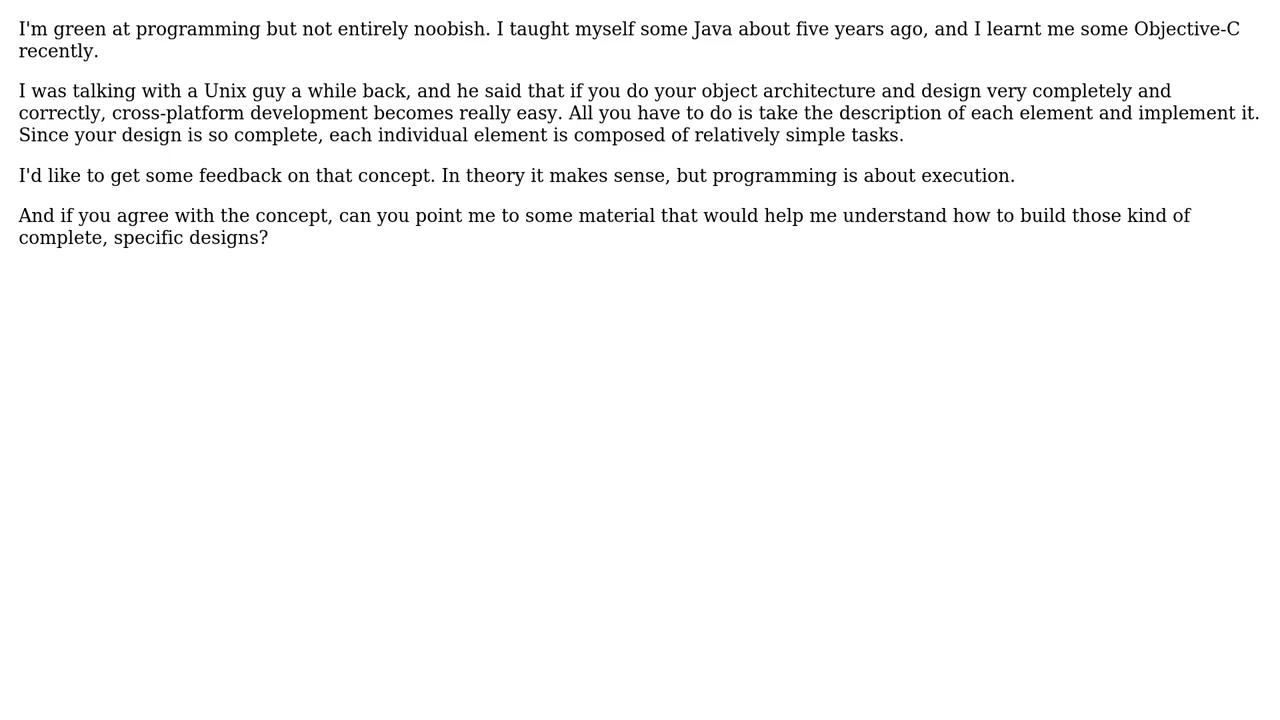 I'm green at programming but not entirely noobish. I taught myself some Java about five years ago, and I learnt me some Objective-C
recently.
I was talking with a Unix guy a while back, and he said that if you do your object architecture and design very completely and
correctly, cross-platform development becomes really easy. All you have to do is take the description of each element and implement it.
Since your design is so complete, each individual element is composed of relatively simple tasks.
I'd like to get some feedback on that concept. In theory it makes sense, but programming is about execution.
And if you agree with the concept, can you point me to some material that would help me understand how to build those kind of
complete, specific designs?